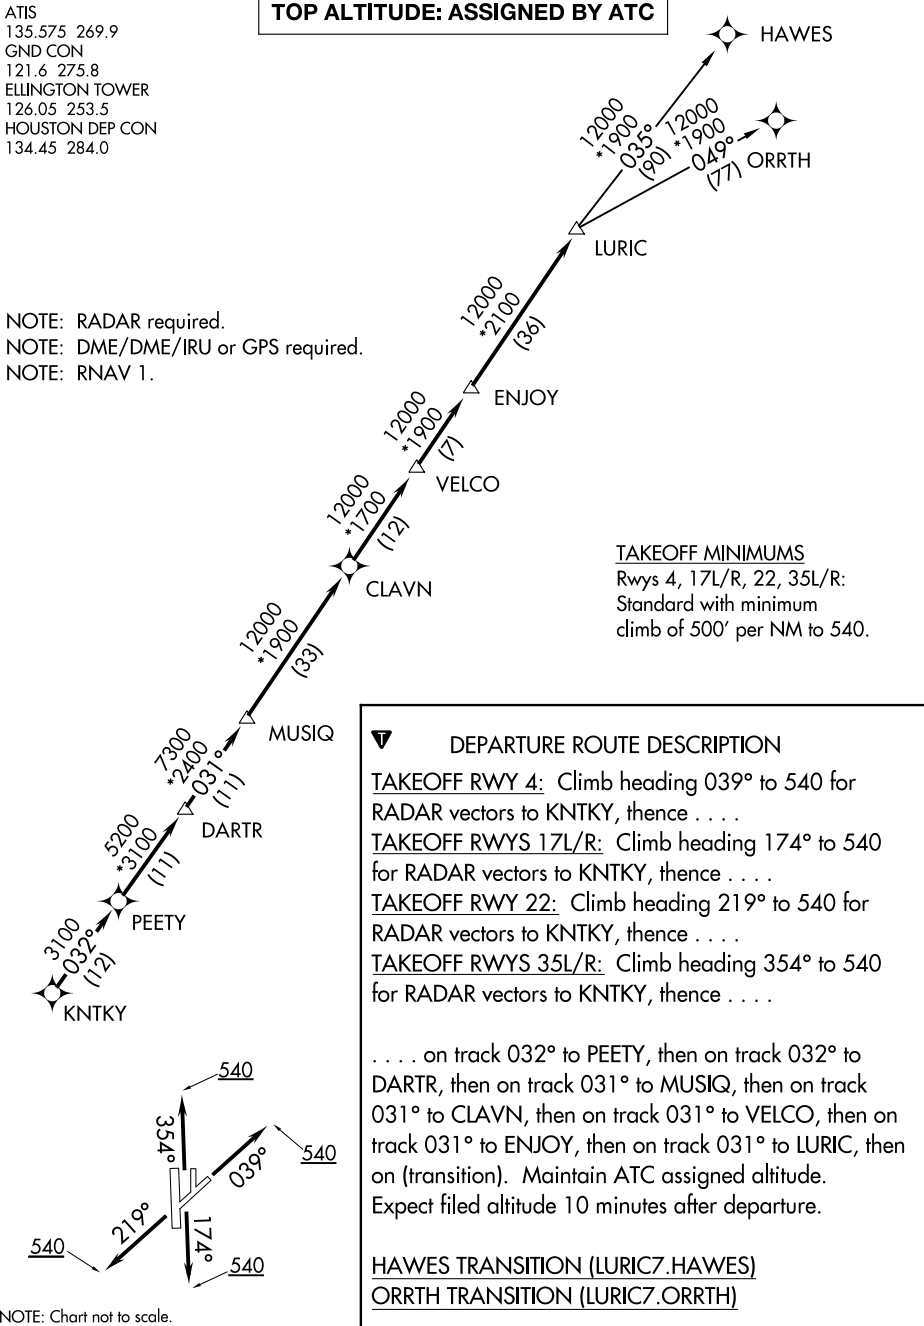 ATIS
135.575 269.9
GND CON
121.6 275.8
ELLINGTON TOWER
126.05 253.5
HOUSTON DEP CON
134.45 284.0
TOP ALTITUDE: ASSIGNED BY ATC
HAWES
12000
*1900
035°
(90)
12000
*1900
049°
(77)
ORRTH
LURIC
12000
*2100
(36)
NOTE: RADAR required.
NOTE: DME/DME/IRU or GPS required.
NOTE: RNAV 1.
ENJOY
12000
*1900
(7)
VELCO
12000
*1700
(12)
CLAVN
TAKEOFF MINIMUMS
Rwys 4, 17L/R, 22, 35L/R:
Standard with minimum
climb of 500' per NM to 540.
12000
*1900
(33)
MUSIQ
7300
*2400
031°
(11)
DARTR
5200
*3100
(11)
PEETY
3100
032°
(12)
KNTKY
T
DEPARTURE ROUTE DESCRIPTION
TAKEOFF RWY 4: Climb heading 039° to 540 for
RADAR vectors to KNTKY, thence . . . .
TAKEOFF RWYS 17L/R: Climb heading 174° to 540
for RADAR vectors to KNTKY, thence . . . .
TAKEOFF RWY 22: Climb heading 219° to 540 for
RADAR vectors to KNTKY, thence . . . .
TAKEOFF RWYS 35L/R: Climb heading 354° to 540
for RADAR vectors to KNTKY, thence . . . .
. . . . on track 032° to PEETY, then on track 032° to
DARTR, then on track 031° to MUSIQ, then on track
031° to CLAVN, then on track 031° to VELCO, then on
track 031° to ENJOY, then on track 031° to LURIC, then
on (transition). Maintain ATC assigned altitude.
Expect filed altitude 10 minutes after departure.
HAWES TRANSITION (LURIC7.HAWES)
ORRTH TRANSITION (LURIC7.ORRTH)
540
354°
039°
540
219°
174°
540
540
NOTE: Chart not to scale.